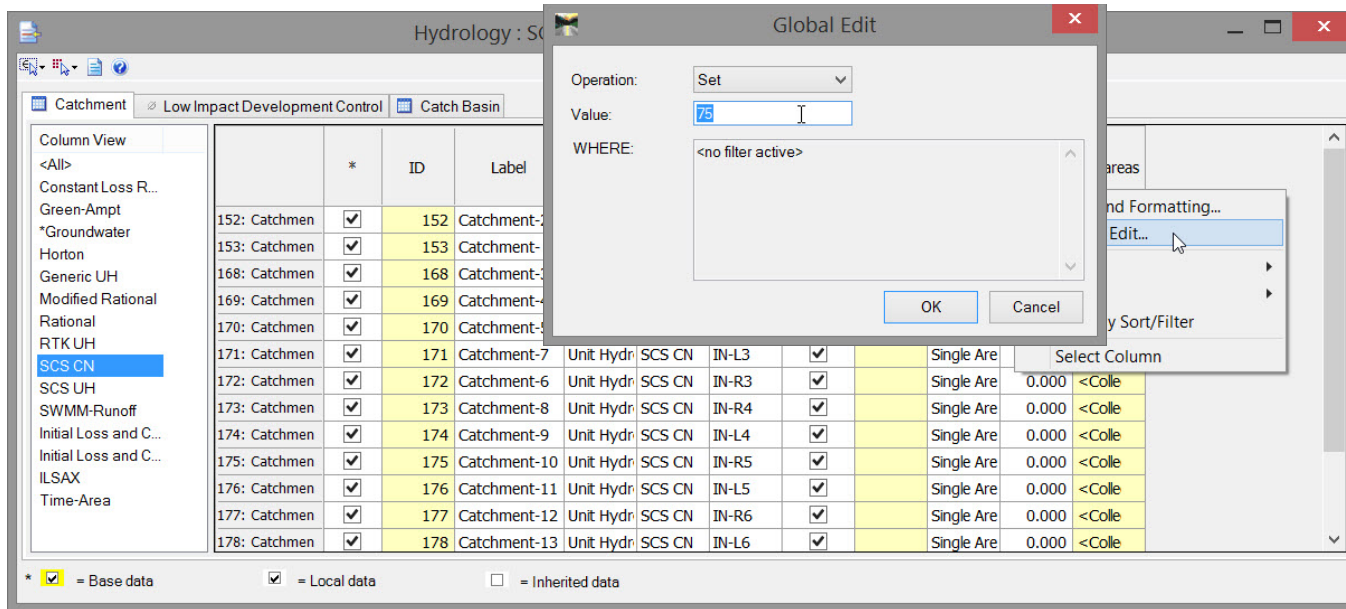 Hydrology : S
Global Edit
Operation: Set
Value: 75
WHERE: <no filter active>
OK Cancel
Catchment Low Impact Development Control Catch Basin
Column View
<All>
Constant Loss R...
Green-Ampt
*Groundwater
Horton
Generic UH
Modified Rational
Rational
RTK UH
SCS CN
SCS UH
SWMM-Runoff
Initial Loss and C...
Initial Loss and C...
ILSAX
Time-Area
* ID Label reas
152: Catchmen 152 Catchment-
153: Catchmen 153 Catchment-
168: Catchmen 168 Catchment-
169: Catchmen 169 Catchment-
170: Catchmen 170 Catchment-
171: Catchmen 171 Catchment-7 Unit Hydr SCS CN IN-L3 Single Are
172: Catchmen 172 Catchment-6 Unit Hydr SCS CN IN-R3 Single Are 0.000 <Colle
173: Catchmen 173 Catchment-8 Unit Hydr SCS CN IN-R4 Single Are 0.000 <Colle
174: Catchmen 174 Catchment-9 Unit Hydr SCS CN IN-L4 Single Are 0.000 <Colle
175: Catchmen 175 Catchment-10 Unit Hydr SCS CN IN-R5 Single Are 0.000 <Colle
176: Catchmen 176 Catchment-11 Unit Hydr SCS CN IN-L5 Single Are 0.000 <Colle
177: Catchmen 177 Catchment-12 Unit Hydr SCS CN IN-R6 Single Are 0.000 <Colle
178: Catchmen 178 Catchment-13 Unit Hydr SCS CN IN-L6 Single Are 0.000 <Colle
nd Formatting...
Edit...
y Sort/Filter
Select Column
* = Base data = Local data = Inherited data